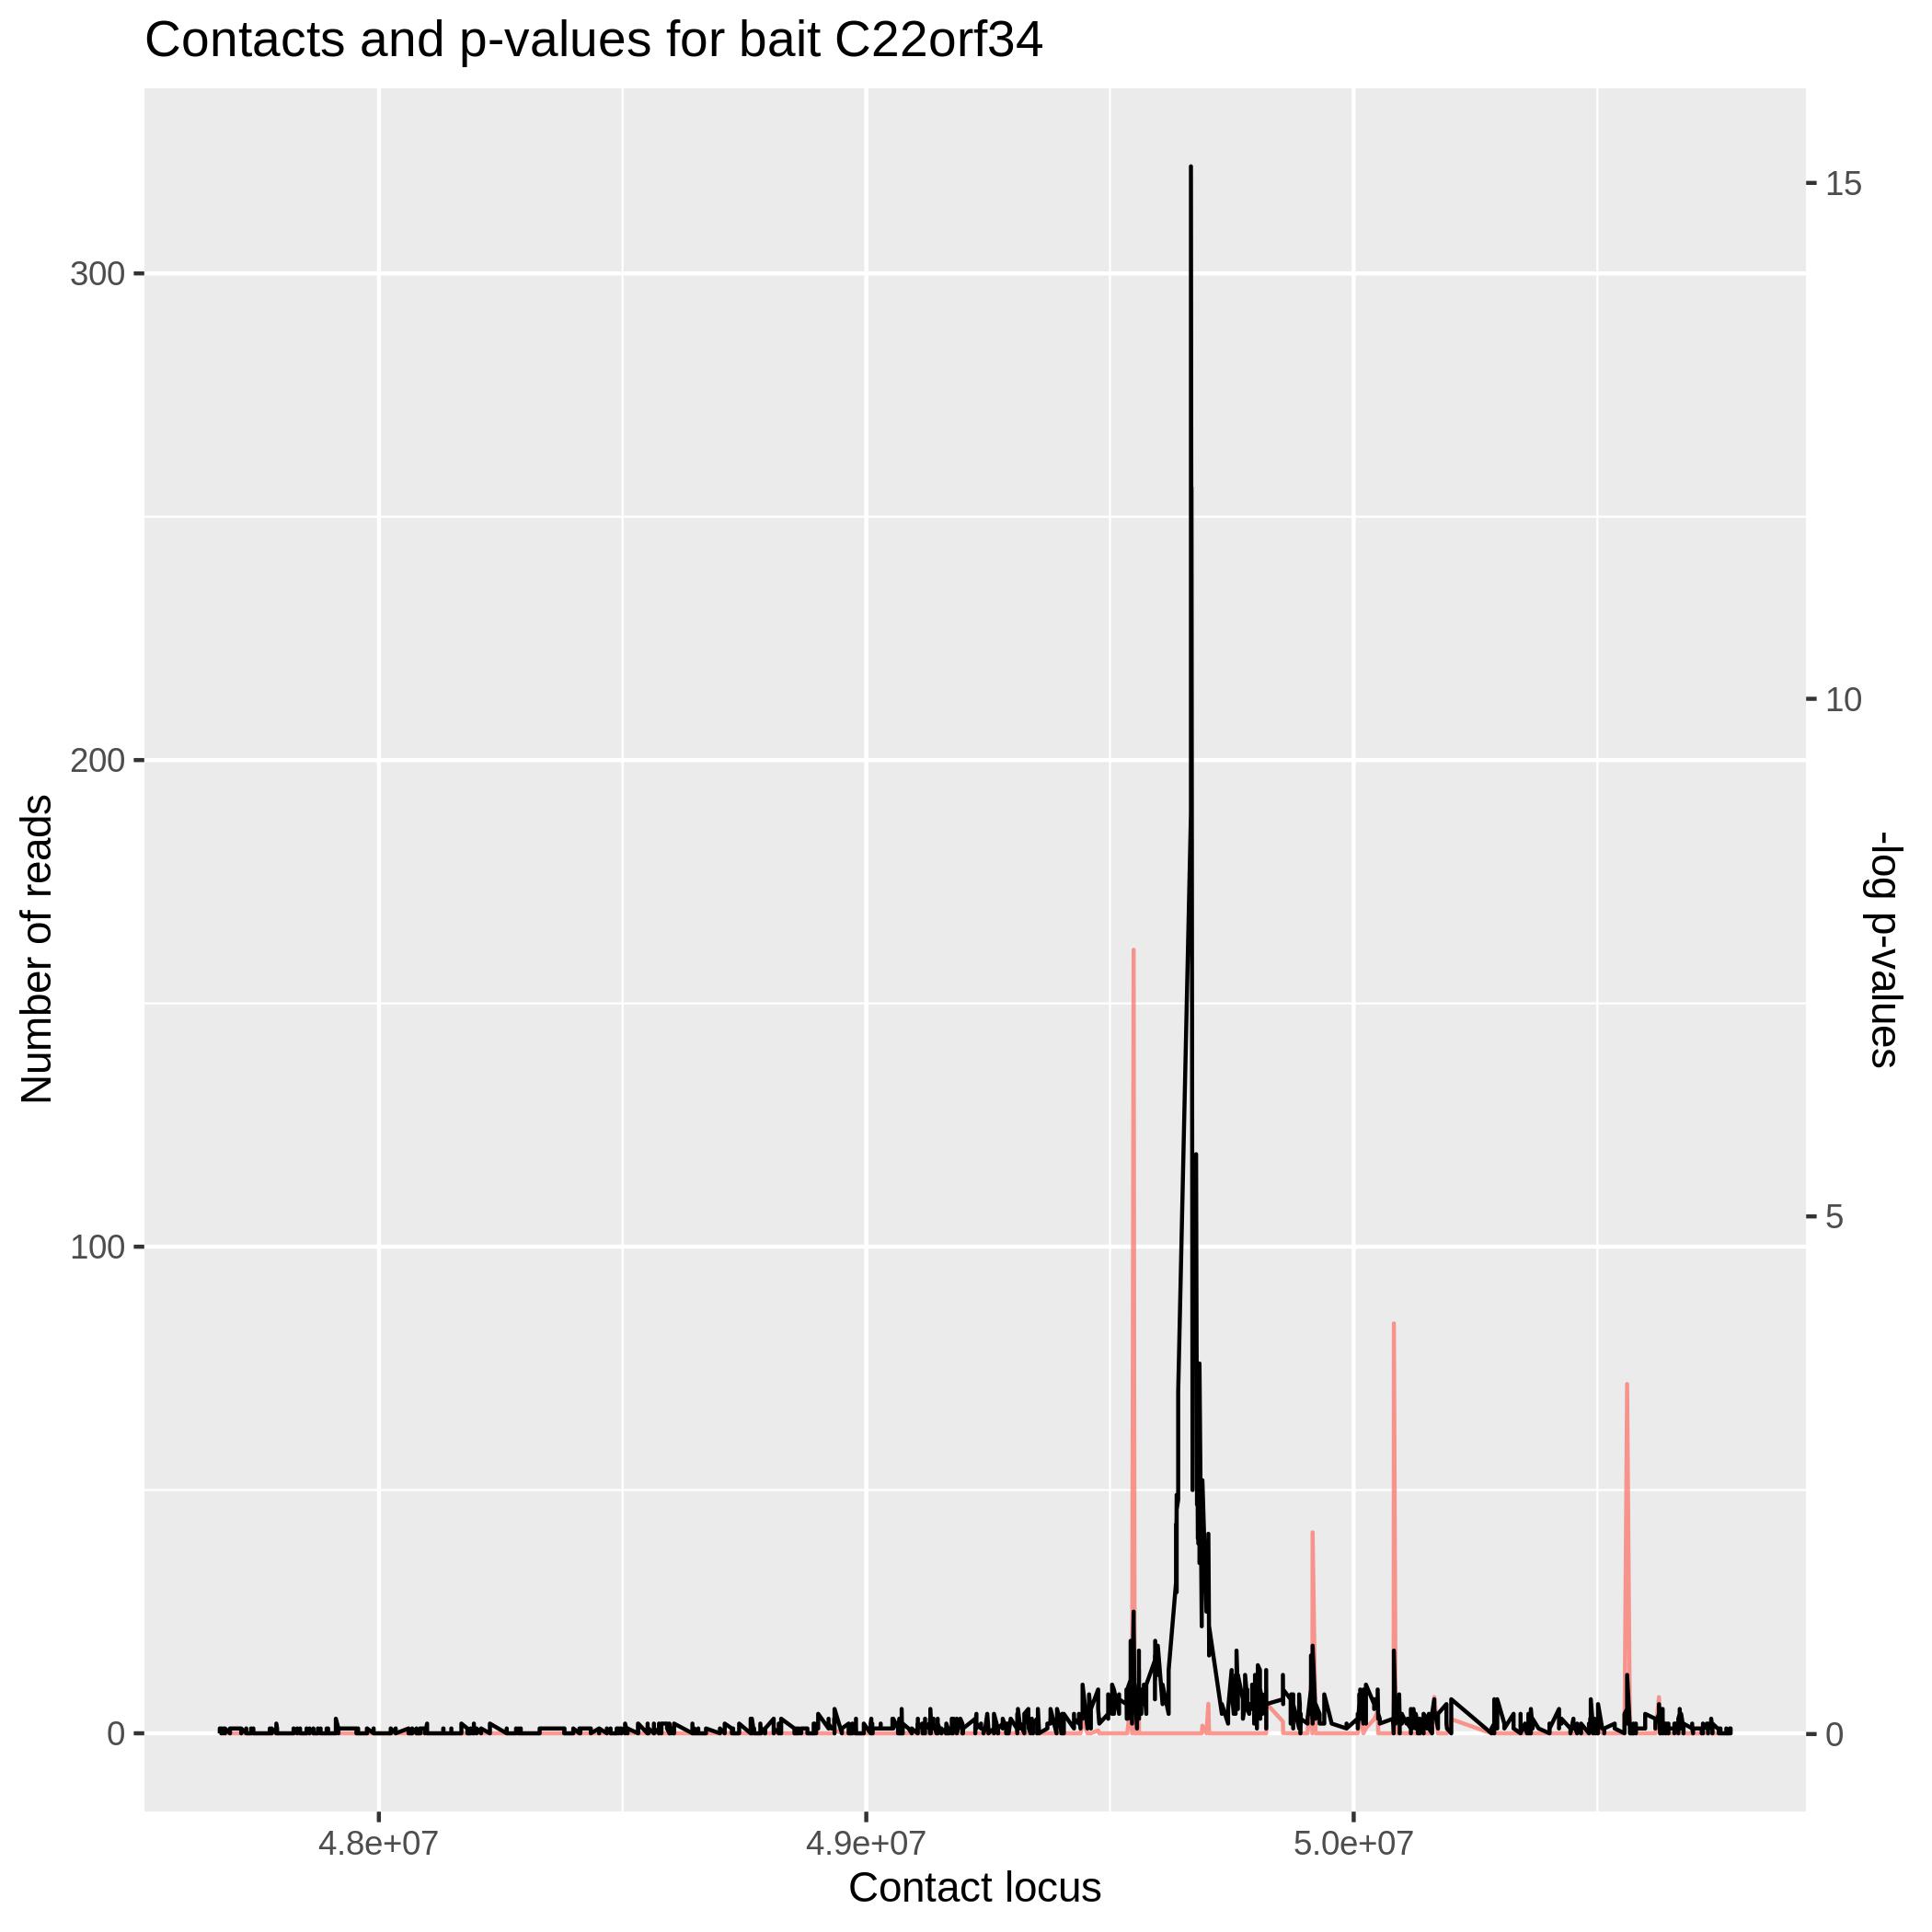 Contacts and p-values for bait C22orf34
Number of reads
300
200
100
0
15
10
5
0
-log p-values
4.8e+07
4.9e+07
5.0e+07
Contact locus